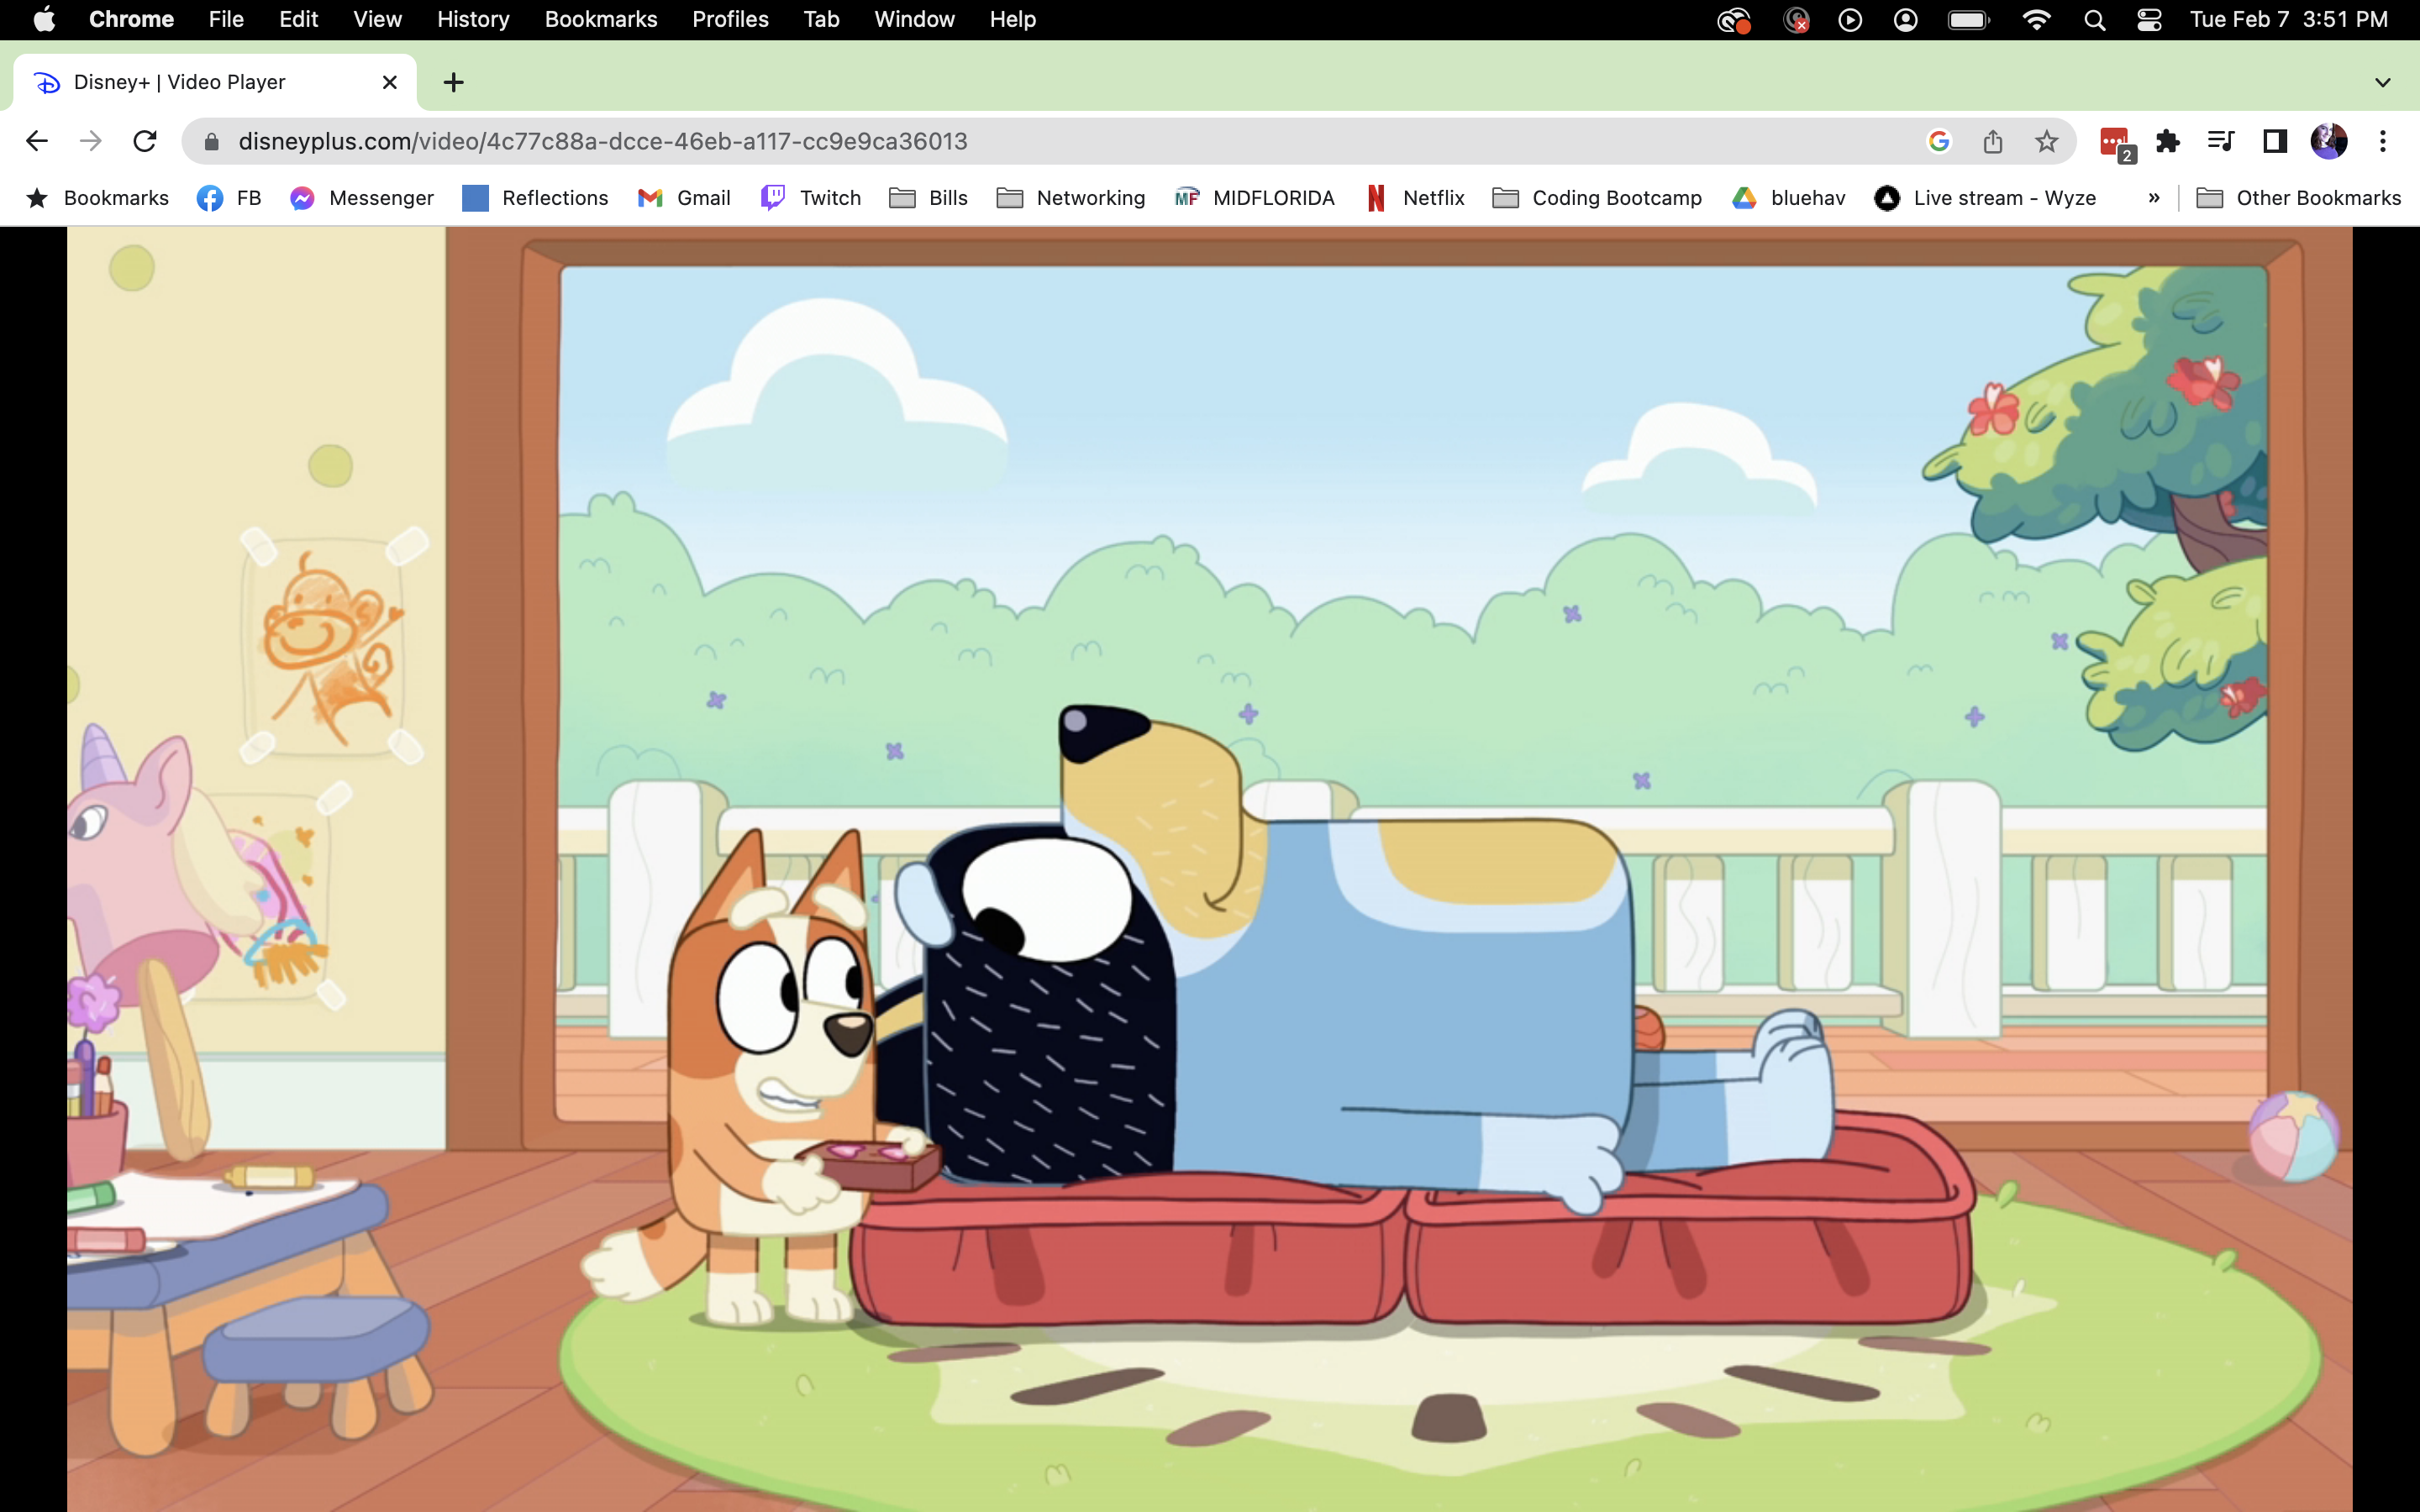 Chrome File Edit View History Bookmarks Profiles Tab Window Help Tue Feb 7 3:51 PM
Disney+ | Video Player
disneyplus.com/video/4c77c88a-dcce-46eb-a117-cc9e9ca36013 2
Bookmarks FB Messenger Reflections Gmail Twitch Bills Networking MF MIDFLORIDA Netflix Coding Bootcamp bluehav Live stream - Wyze » Other Bookmarks